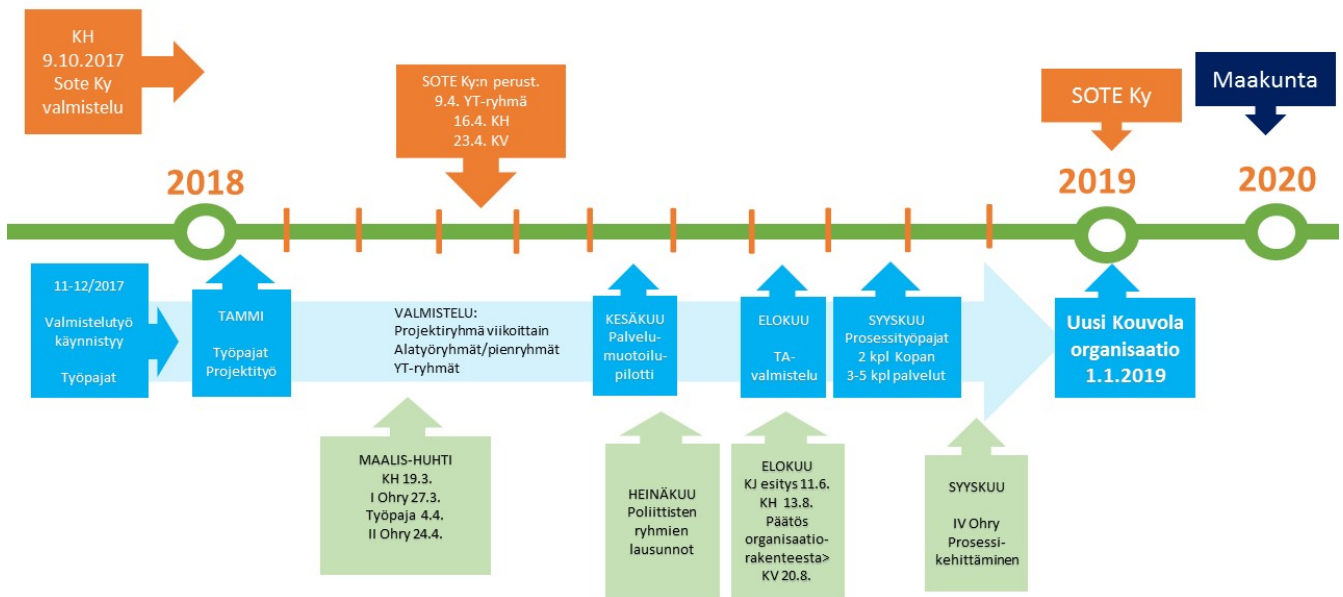 KH
9.10.2017
Sote Ky
valmistelu
SOTE Ky:n perust.
9.4. YT-ryhmä
16.4. KH
23.4. KV
SOTE Ky
Maakunta
2018
2019
2020
11-12/2017
Valmistelutyö
käynnistyy
Työpajat
TAMMI
Työpajat
Projektityö
VALMISTELU:
Projektiryhmä viikoittain
Alatyöryhmät/pienryhmät
YT-ryhmät
KESÄKUU
Palvelu-
muotoilu-
pilotti
ELOKUU
TA-
valmistelu
SYYSKUU
Prosessityöpajat
2 kpl Kopan
3-5 kpl palvelut
Uusi Kouvola
organisaatio
1.1.2019
MAALIS-HUHTI
KH 19.3.
I Ohry 27.3.
Työpaja 4.4.
II Ohry 24.4.
HEINÄKUU
Poliittisten
ryhmien
lausunnot
ELOKUU
KJ esitys 11.6.
KH 13.8.
Päätös
organisaatio-
rakenteesta>
KV 20.8.
SYYSKUU
IV Ohry
Prosessi-
kehittäminen